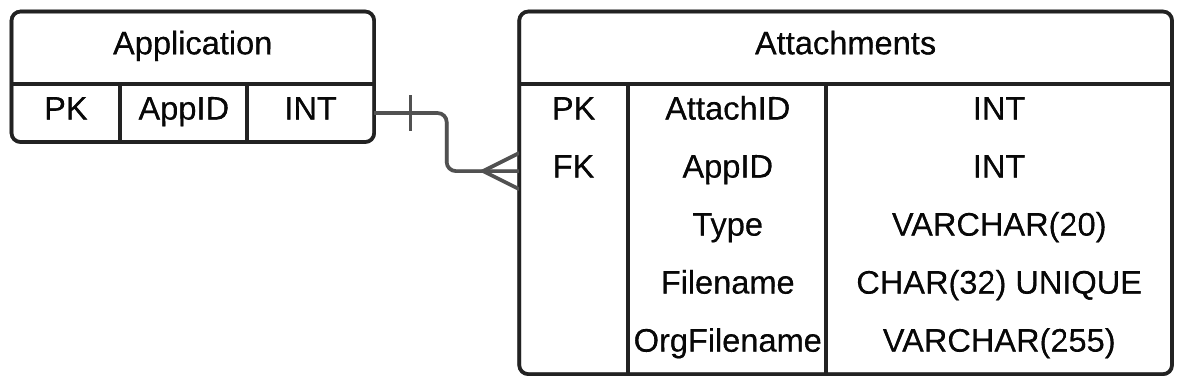 Application
PK AppID INT
Attachments
PK AttachID INT
FK AppID INT
Type VARCHAR(20)
Filename CHAR(32) UNIQUE
OrgFilename VARCHAR(255)